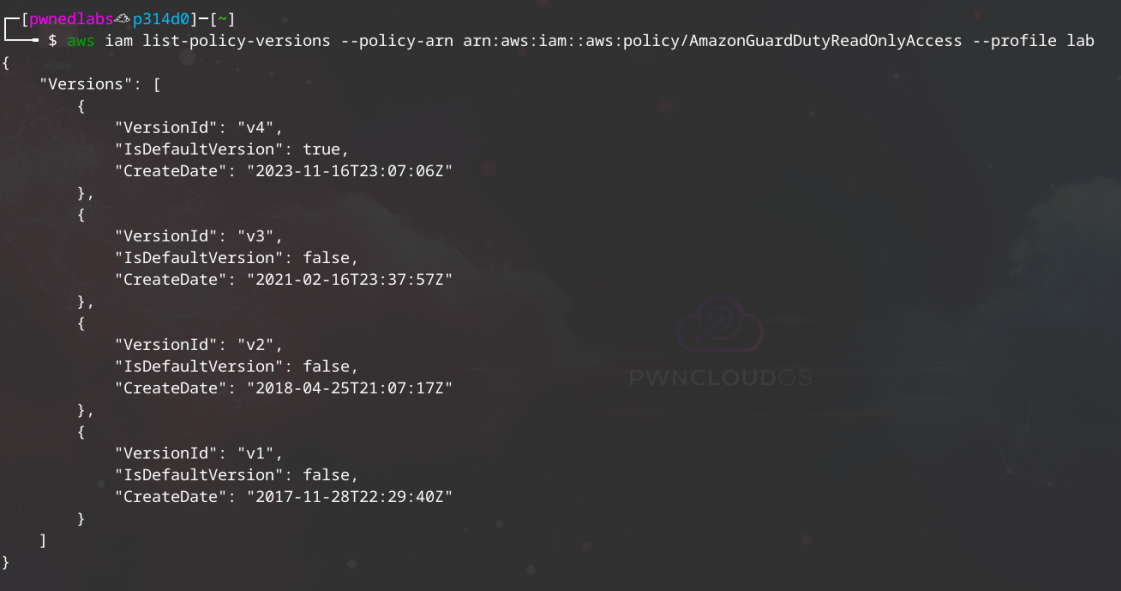 ┌─[pwnedlabs☁p314d0]─[~]
└──╼ $ aws iam list-policy-versions --policy-arn arn:aws:iam::aws:policy/AmazonGuardDutyReadOnlyAccess --profile lab
{
    "Versions": [
        {
            "VersionId": "v4",
            "IsDefaultVersion": true,
            "CreateDate": "2023-11-16T23:07:06Z"
        },
        {
            "VersionId": "v3",
            "IsDefaultVersion": false,
            "CreateDate": "2021-02-16T23:37:57Z"
        },
        {
            "VersionId": "v2",
            "IsDefaultVersion": false,
            "CreateDate": "2018-04-25T21:07:17Z"
        },
        {
            "VersionId": "v1",
            "IsDefaultVersion": false,
            "CreateDate": "2017-11-28T22:29:40Z"
        }
    ]
}
PWNCLOUDOS